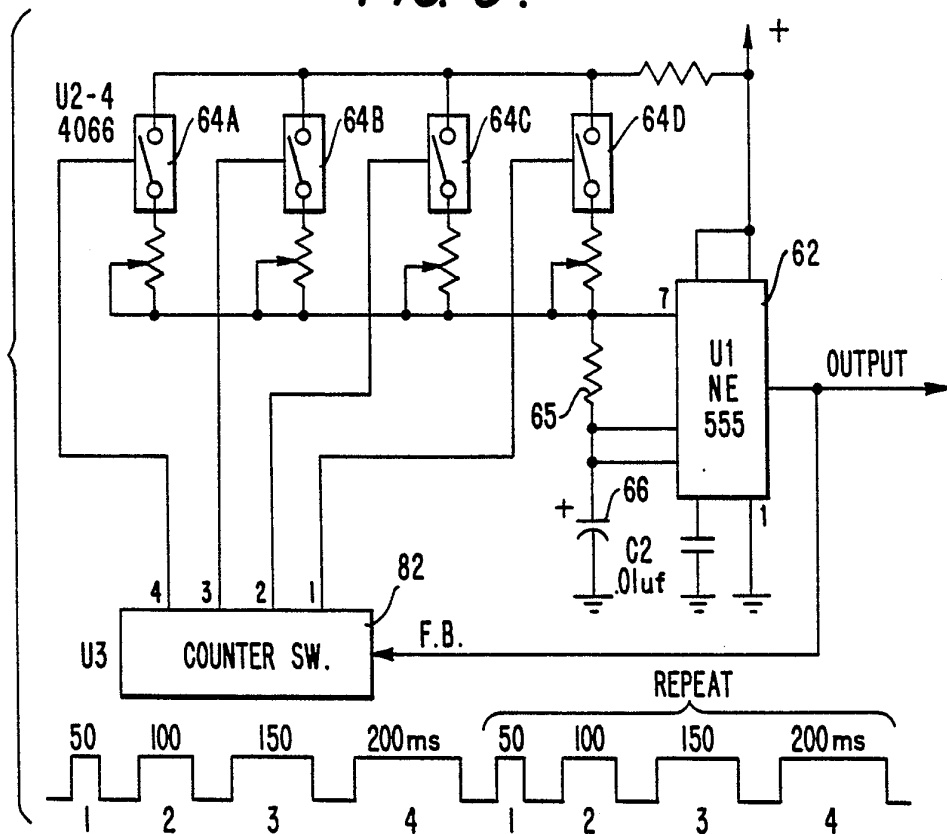 +
U2-4
4066
64A
64B
64C
64D
62
7
U1
NE
555
OUTPUT
65
+
66
1
C2
.01uf
82
4 3 2 1
F.B.
U3
COUNTER SW.
REPEAT
50 100 150 200ms 50 100 150 200ms
1 2 3 4 1 2 3 4